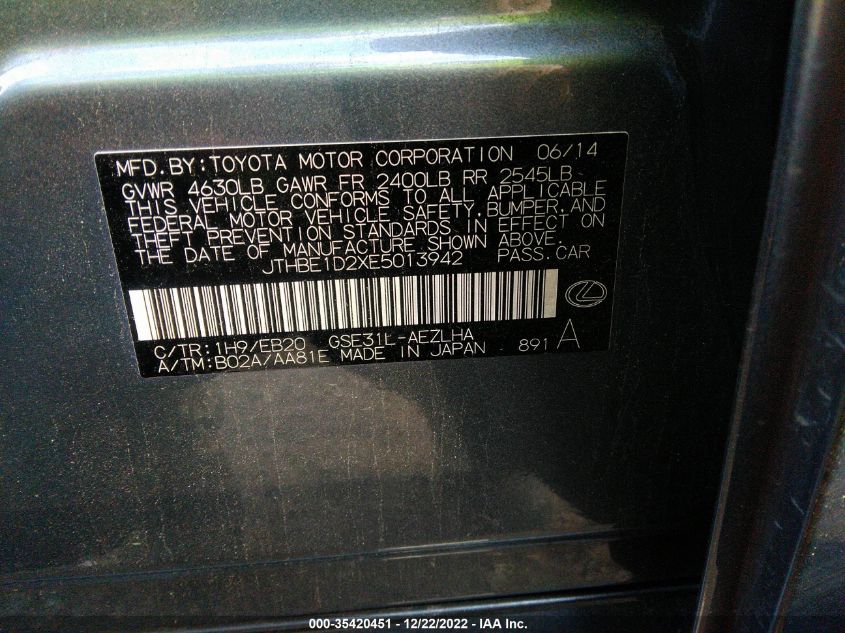 MFD.BY:TOYOTA MOTOR CORPORATION 06/14
GVWR 4630LB GAWR FR 2400LB RR 2545LB
THIS VEHICLE CONFORMS TO ALL APPLICABLE
FEDERAL MOTOR VEHICLE SAFETY,BUMPER,AND
THEFT PREVENTION STANDARDS IN EFFECT ON
THE DATE OF MANUFACTURE SHOWN ABOVE.
JTHBE1D2XE5013942 PASS.CAR
C/TR:1H9/EB20 GSE31L-AEZLHA
A/TM:B02A/AA81E MADE IN JAPAN 891 A
000-35420451 - 12/22/2022 - IAA Inc.